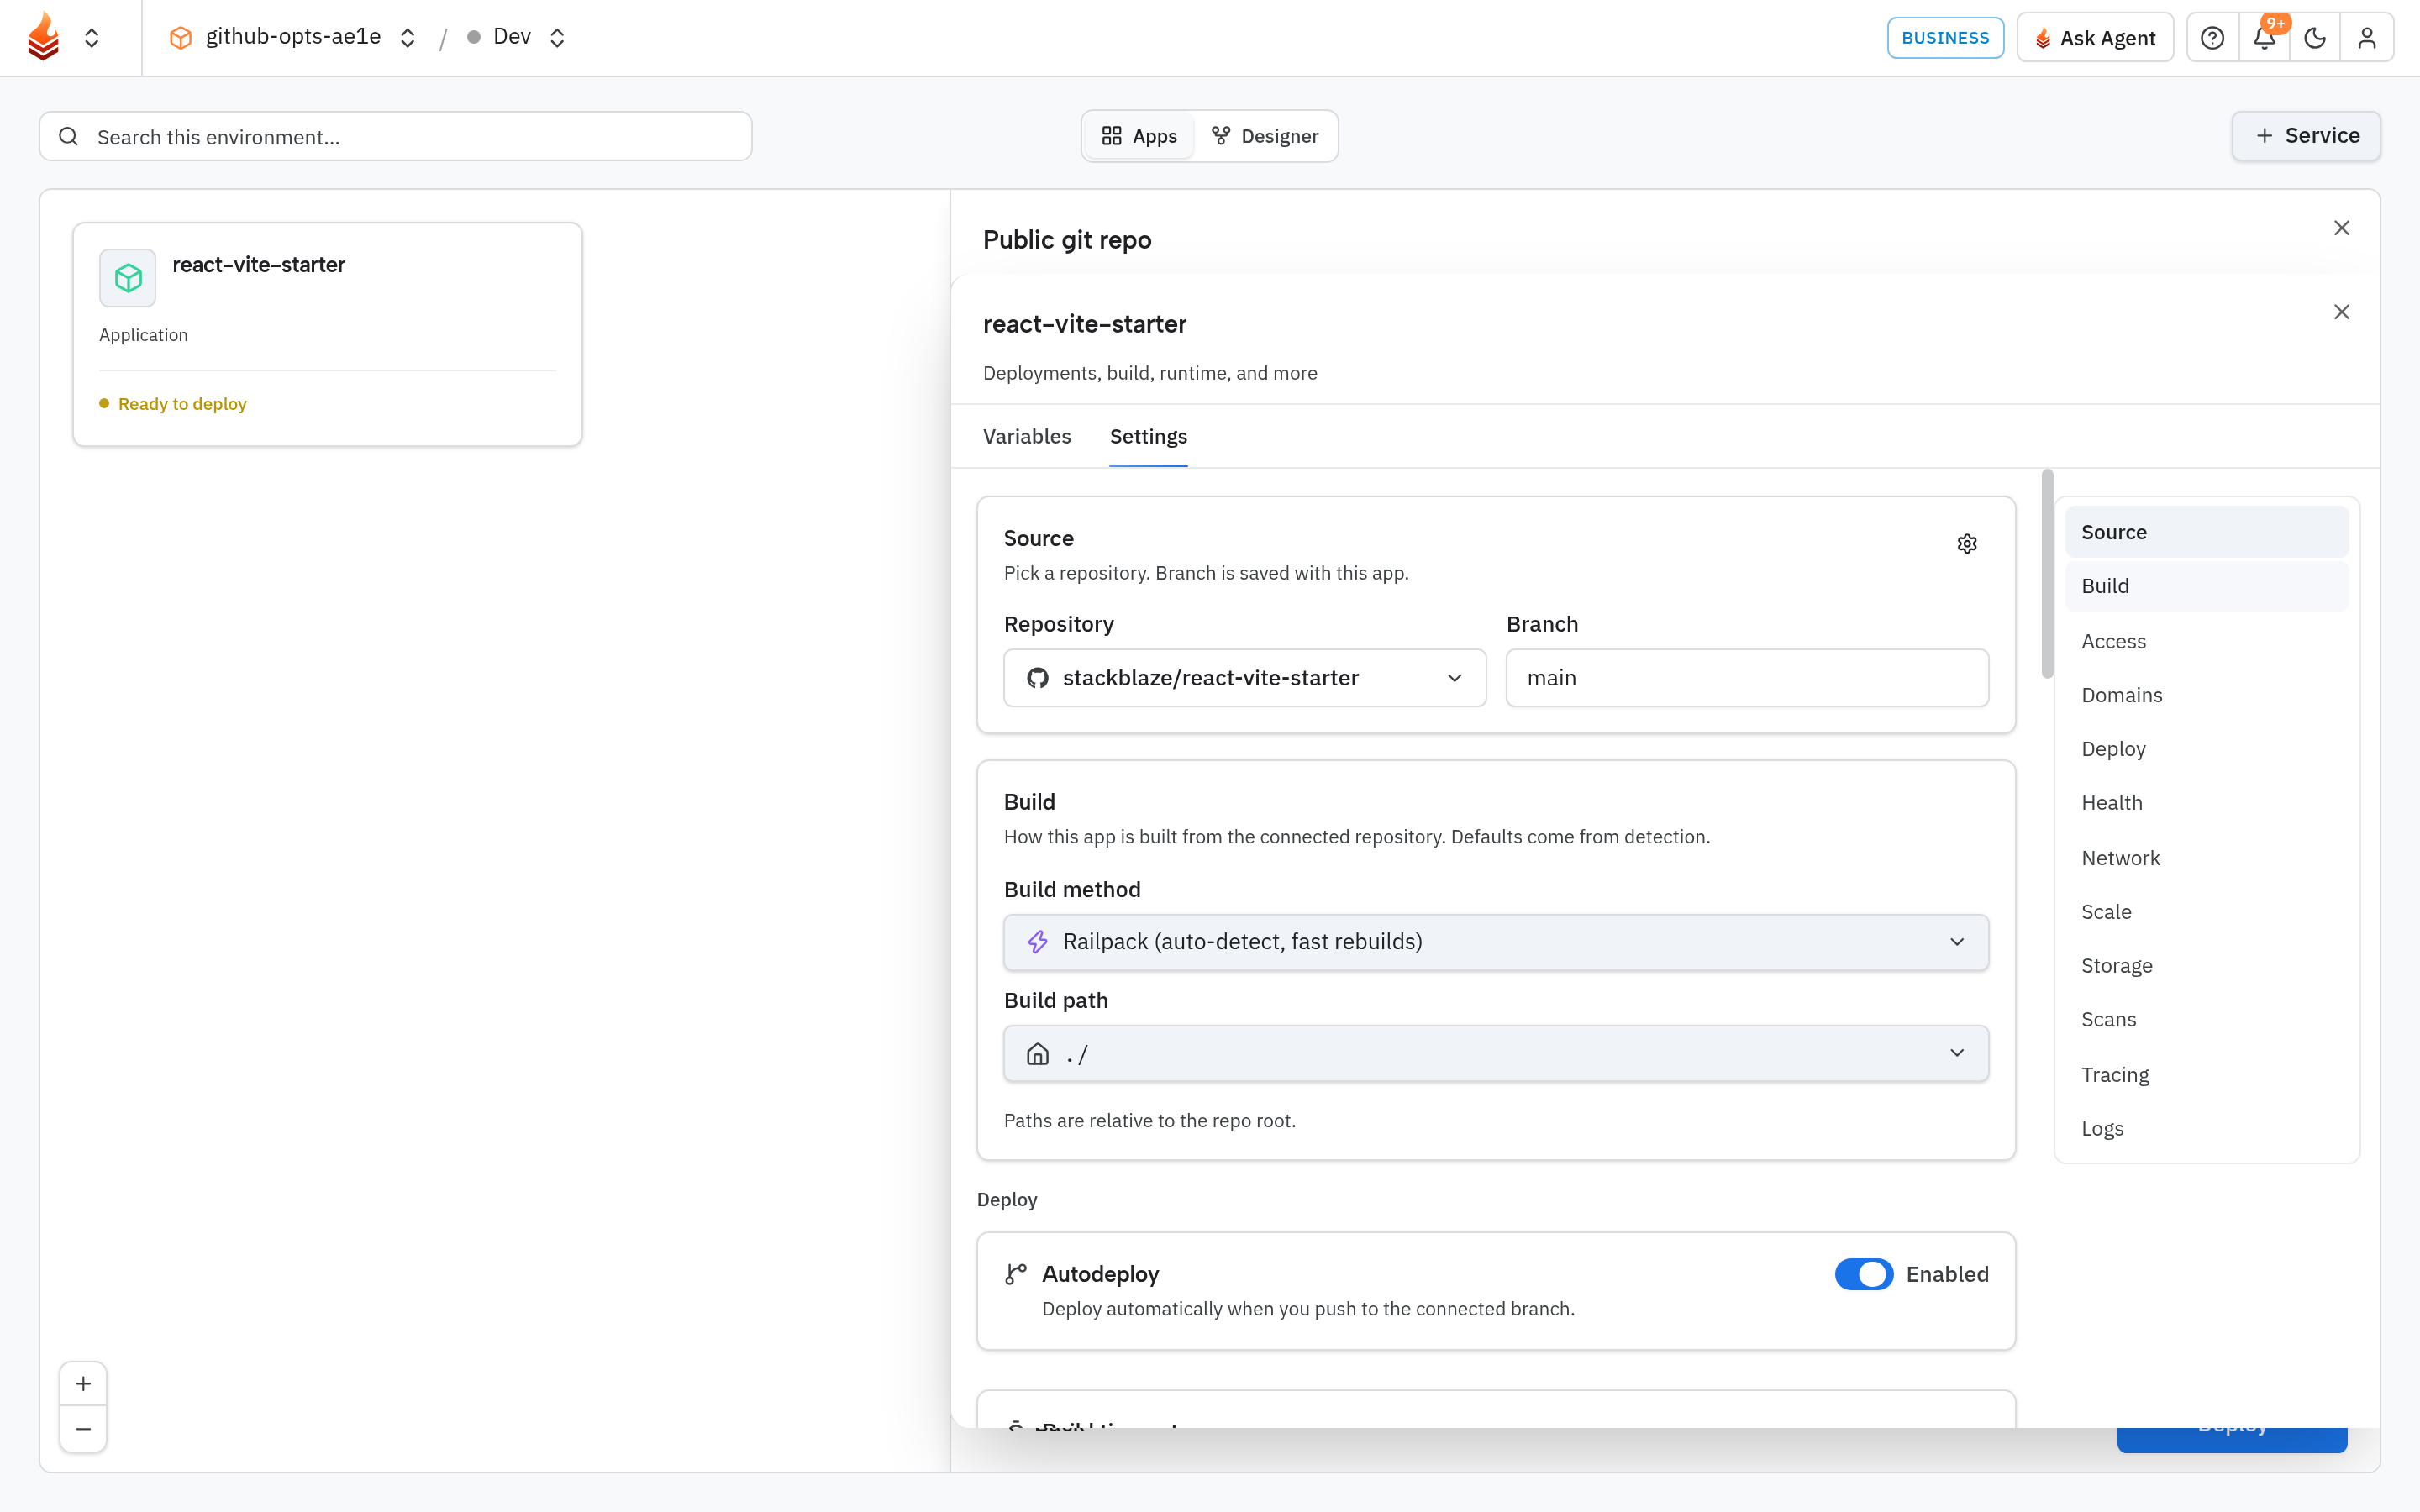 github-opts-ae1e / Dev
BUSINESS
Ask Agent
9+
Search this environment...
Apps
Designer
+ Service
react-vite-starter
Application
Ready to deploy
Public git repo
react-vite-starter
Deployments, build, runtime, and more
Variables
Settings
Source
Pick a repository. Branch is saved with this app.
Repository
Branch
stackblaze/react-vite-starter
main
Build
How this app is built from the connected repository. Defaults come from detection.
Build method
Railpack (auto-detect, fast rebuilds)
Build path
./
Paths are relative to the repo root.
Deploy
Autodeploy
Enabled
Deploy automatically when you push to the connected branch.
Source
Build
Access
Domains
Deploy
Health
Network
Scale
Storage
Scans
Tracing
Logs
Deploy